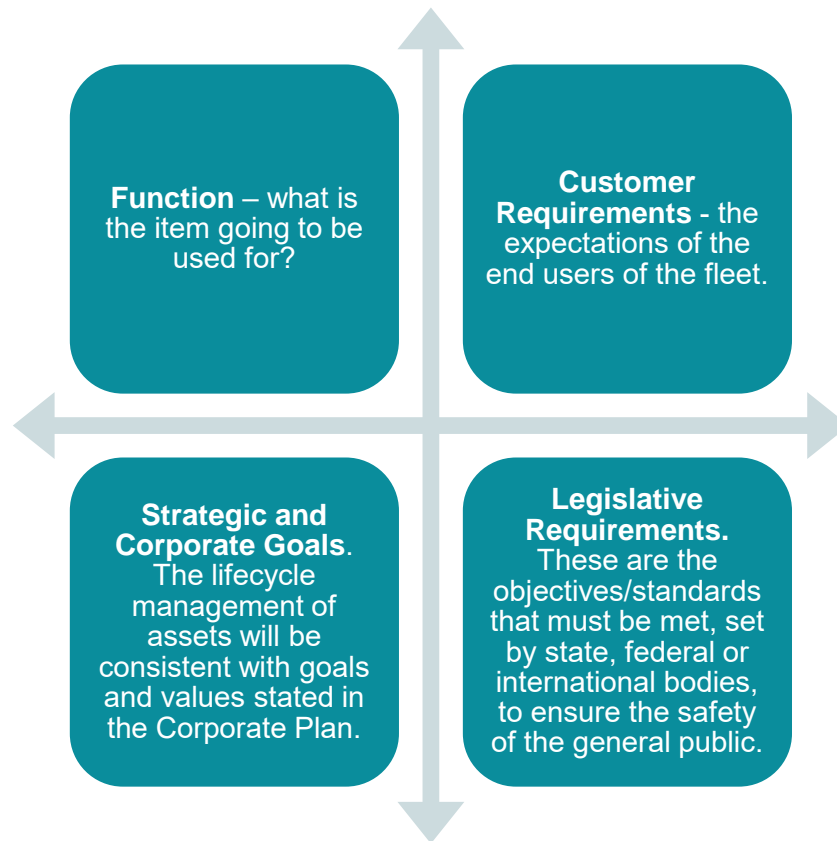 Function – what is
the item going to be
used for?
Customer
Requirements - the
expectations of the
end users of the fleet.
Strategic and
Corporate Goals.
The lifecycle
management of
assets will be
consistent with goals
and values stated in
the Corporate Plan.
Legislative
Requirements.
These are the
objectives/standards
that must be met, set
by state, federal or
international bodies,
to ensure the safety
of the general public.